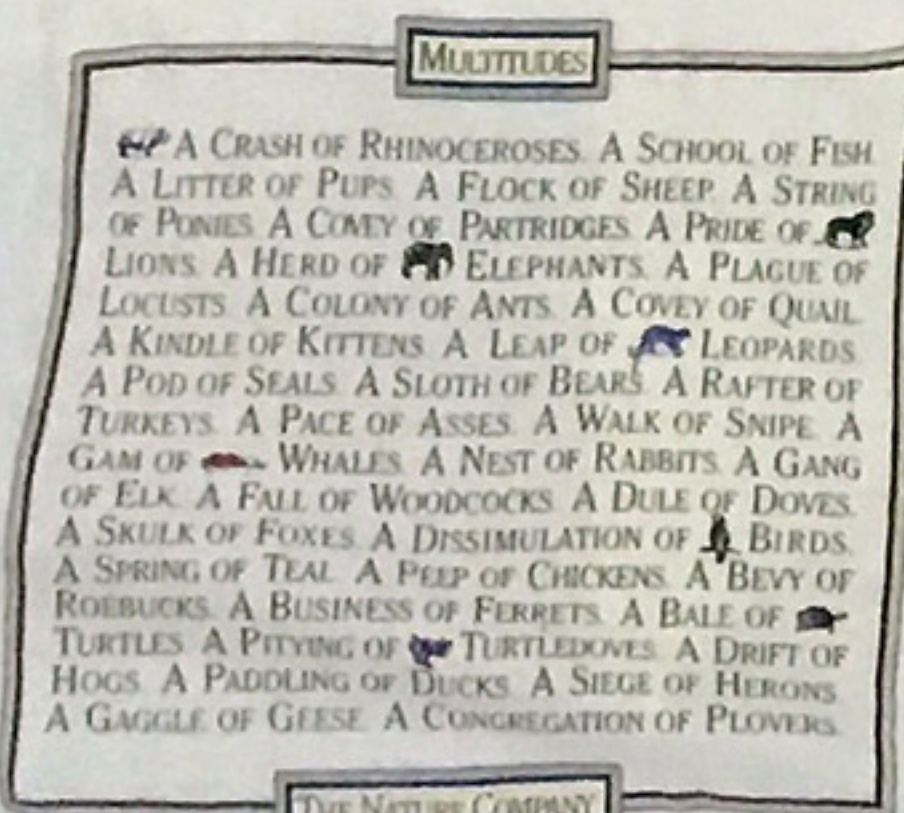 MULTITUDES
A CRASH OF RHINOCEROSES. A SCHOOL OF FISH.
A LITTER OF PUPS. A FLOCK OF SHEEP. A STRING
OF PONIES. A COVEY OF PARTRIDGES. A PRIDE OF
LIONS. A HERD OF ELEPHANTS. A PLAGUE OF
LOCUSTS. A COLONY OF ANTS. A COVEY OF QUAIL.
A KINDLE OF KITTENS. A LEAP OF LEOPARDS.
A POD OF SEALS. A SLOTH OF BEARS. A RAFTER OF
TURKEYS. A PACE OF ASSES. A WALK OF SNIPE. A
GAM OF WHALES. A NEST OF RABBITS. A GANG
OF ELK. A FALL OF WOODCOCKS. A DULE OF DOVES.
A SKULK OF FOXES. A DISSIMULATION OF BIRDS.
A SPRING OF TEAL. A PEEP OF CHICKENS. A BEVY OF
ROEBUCKS. A BUSINESS OF FERRETS. A BALE OF
TURTLES. A PITYING OF TURTLEDOVES. A DRIFT OF
HOGS. A PADDLING OF DUCKS. A SIEGE OF HERONS.
A GAGGLE OF GEESE. A CONGREGATION OF PLOVERS.
THE NATURE COMPANY